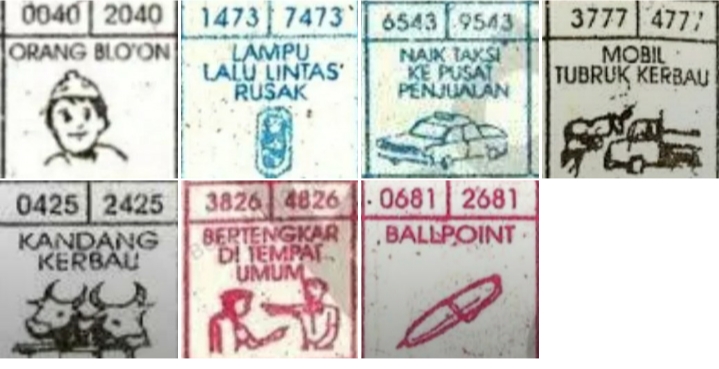 0040 2040
ORANG BLO'ON
1473 7473
LAMPU
LALU LINTAS
RUSAK
6543 9543
NAIK TAKSI
KE PUSAT
PENJUALAN
3777 4777
MOBIL
TUBRUK KERBAU
0425 2425
KANDANG
KERBAU
3826 4826
BERTENGKAR
DI TEMPAT
UMUM
0681 2681
BALLPOINT